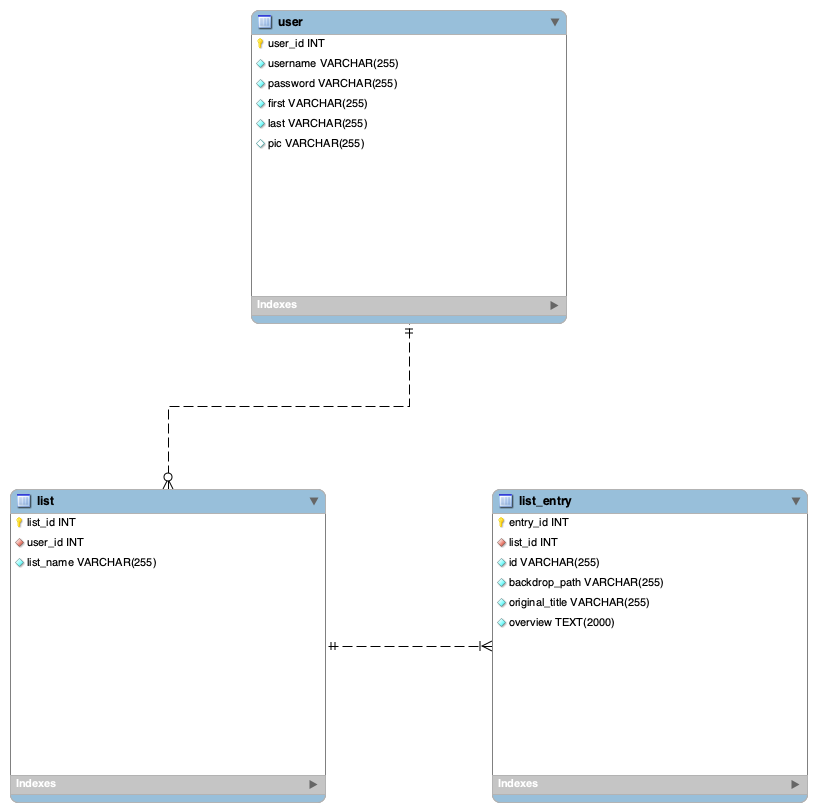 user
user_id INT
username VARCHAR(255)
password VARCHAR(255)
first VARCHAR(255)
last VARCHAR(255)
pic VARCHAR(255)
Indexes
list
list_id INT
user_id INT
list_name VARCHAR(255)
Indexes
list_entry
entry_id INT
list_id INT
id VARCHAR(255)
backdrop_path VARCHAR(255)
original_title VARCHAR(255)
overview TEXT(2000)
Indexes